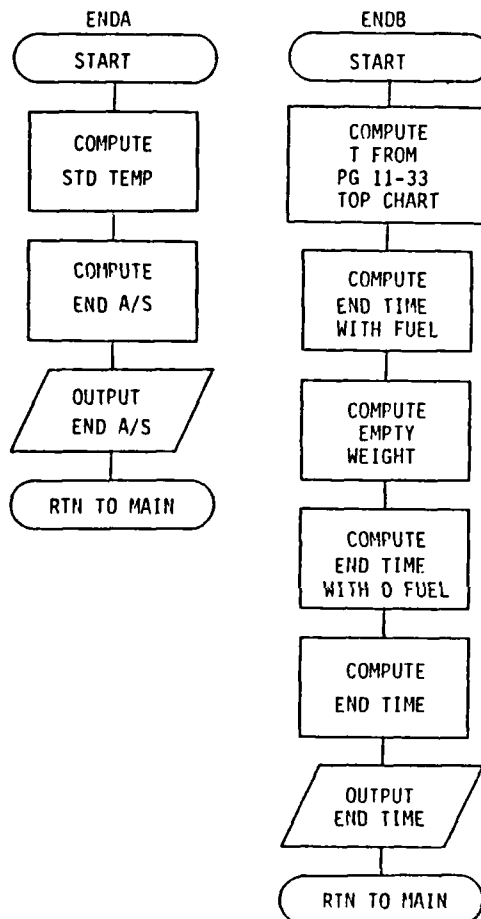 ENDA
START
COMPUTE
STD TEMP
COMPUTE
END A/S
OUTPUT
END A/S
RTN TO MAIN
ENDB
START
COMPUTE
T FROM
PG 11-33
TOP CHART
COMPUTE
END TIME
WITH FUEL
COMPUTE
EMPTY
WEIGHT
COMPUTE
END TIME
WITH 0 FUEL
COMPUTE
END TIME
OUTPUT
END TIME
RTN TO MAIN